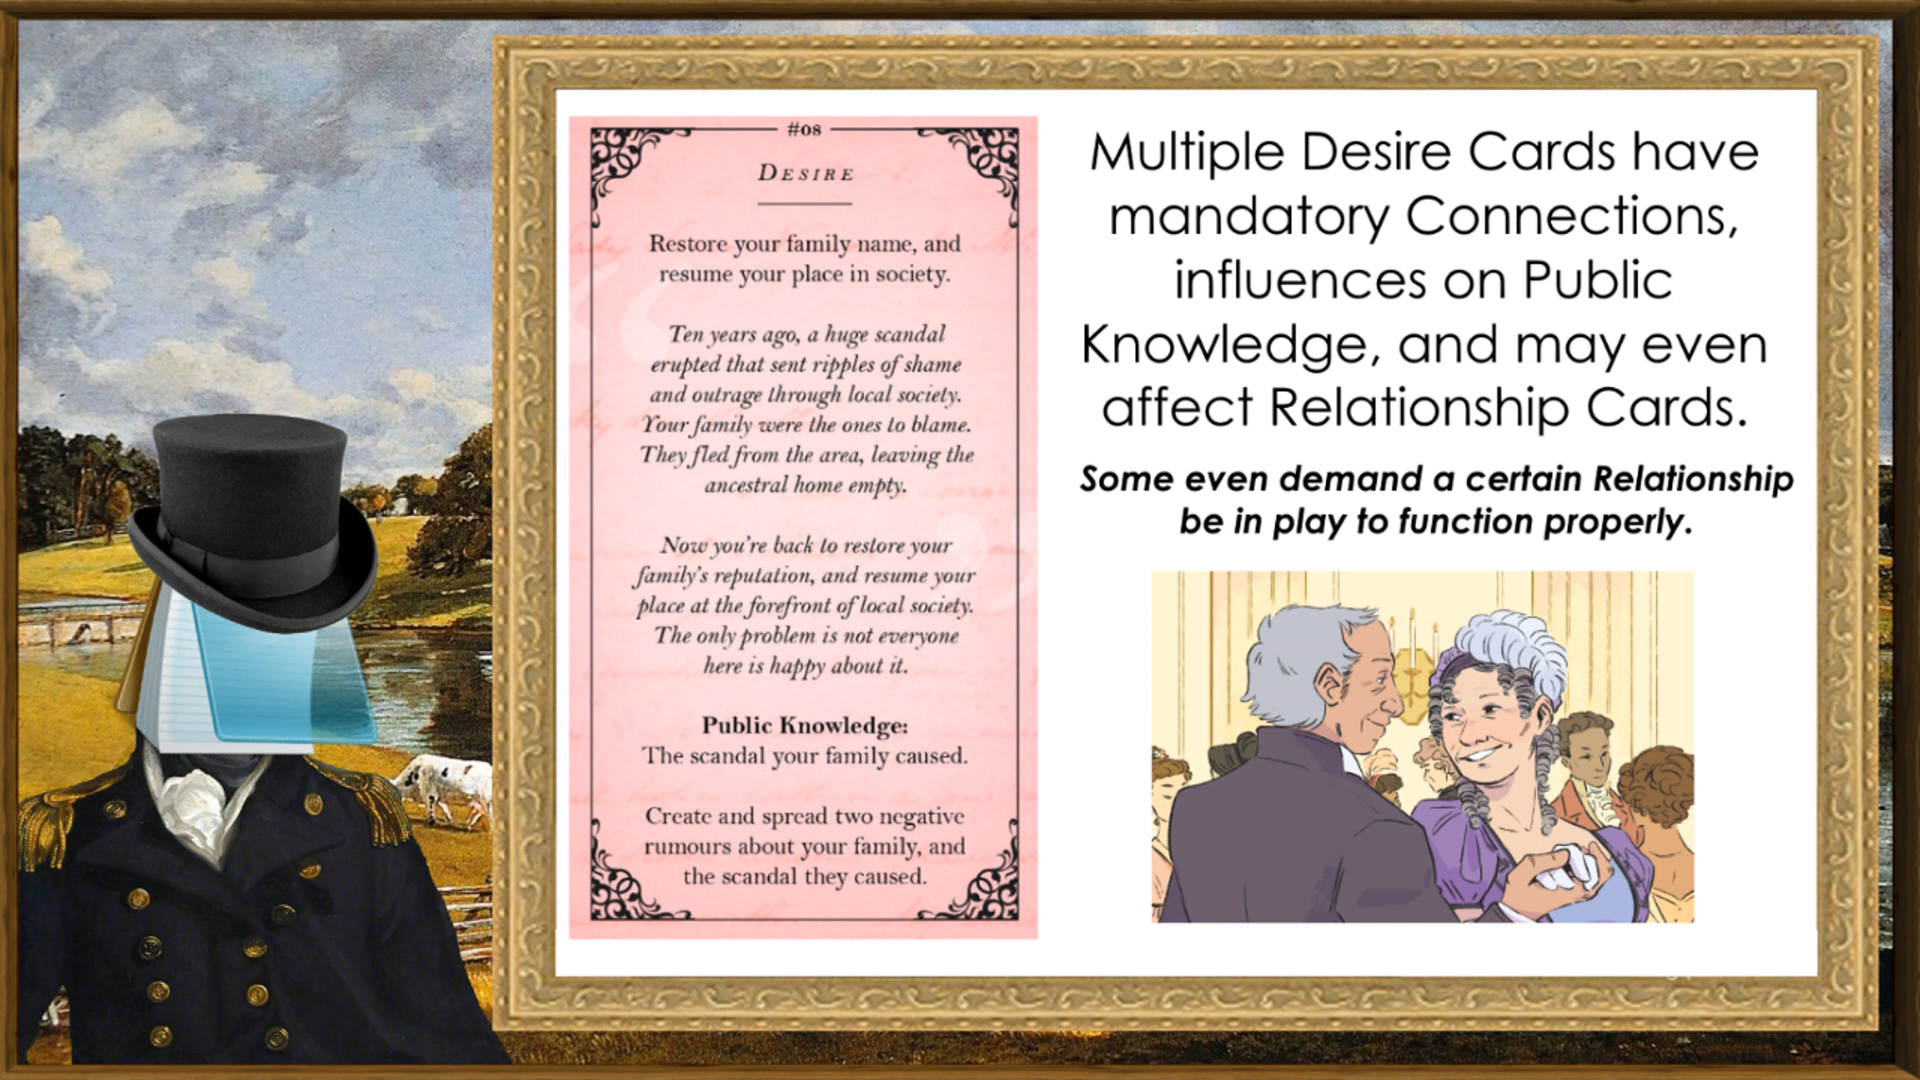 #08
DESIRE
Restore your family name, and
resume your place in society.
Ten years ago, a huge scandal
erupted that sent ripples of shame
and outrage through local society.
Your family were the ones to blame.
They fled from the area, leaving the
ancestral home empty.
Now you're back to restore your
family's reputation, and resume your
place at the forefront of local society.
The only problem is not everyone
here is happy about it.
Public Knowledge:
The scandal your family caused.
Create and spread two negative
rumours about your family, and
the scandal they caused.
Multiple Desire Cards have
mandatory Connections,
influences on Public
Knowledge, and may even
affect Relationship Cards.
Some even demand a certain Relationship
be in play to function properly.